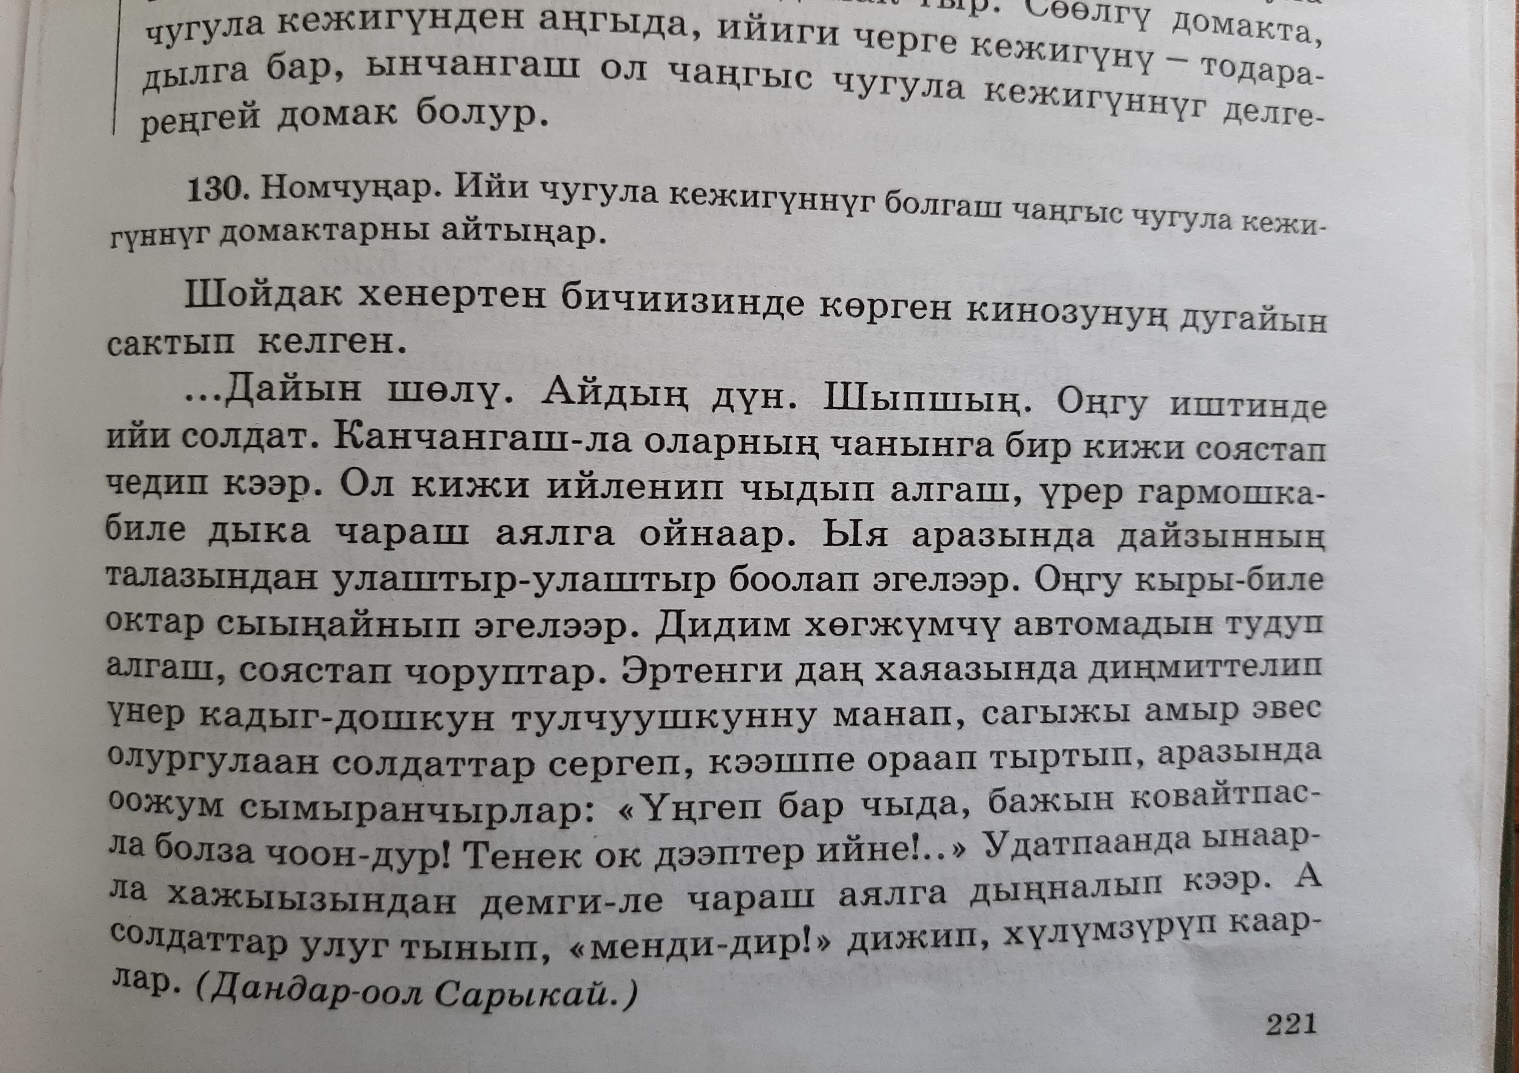 тыр. Сөөлгү домакта,
чугула кежигүнден аңгыда, ийиги черге кежигүнү – тодара-
дылга бар, ынчангаш ол чаңгыс чугула кежигүннүг делге-
реңгей домак болур.
130. Номчуңар. Ийи чугула кежигүннүг болгаш чаңгыс чугула кежи-
гүннүг домактарны айтыңар.
Шойдак хенертен бичиизинде көрген кинозунуң дугайын
сактып келген.
...Дайын шөлү. Айдың дүн. Шыпшың. Оңгу иштинде
ийи солдат. Канчангаш-ла оларның чанынга бир кижи соястап
чедип кээр. Ол кижи ийленип чыдып алгаш, үрер гармошка-
биле дыка чараш аялга ойнаар. Ыя аразында дайзынның
талазындан улаштыр-улаштыр боолап эгелээр. Оңгу кыры-биле
октар сыыңайнып эгелээр. Дидим хөгжүмчү автомадын тудуп
алгаш, соястап чоруптар. Эртенги даң хаяазында диңмиттелип
үнер кадыг-дошкун тулчуушкунну манап, сагыжы амыр эвес
олургулаан солдаттар сергеп, кээшпе ораап тыртып, аразында
оожум сымыранчырлар: «Үңгеп бар чыда, бажын ковайтпас-
ла болза чоон-дур! Тенек ок дээптер ийне!..» Удатпаанда ынаар-
ла хажыызындан демги-ле чараш аялга дыңналып кээр. А
солдаттар улуг тынып, «менди-дир!» дижип, хүлүмзүрүп каар-
лар. (Дандар-оол Сарыкай.)
221